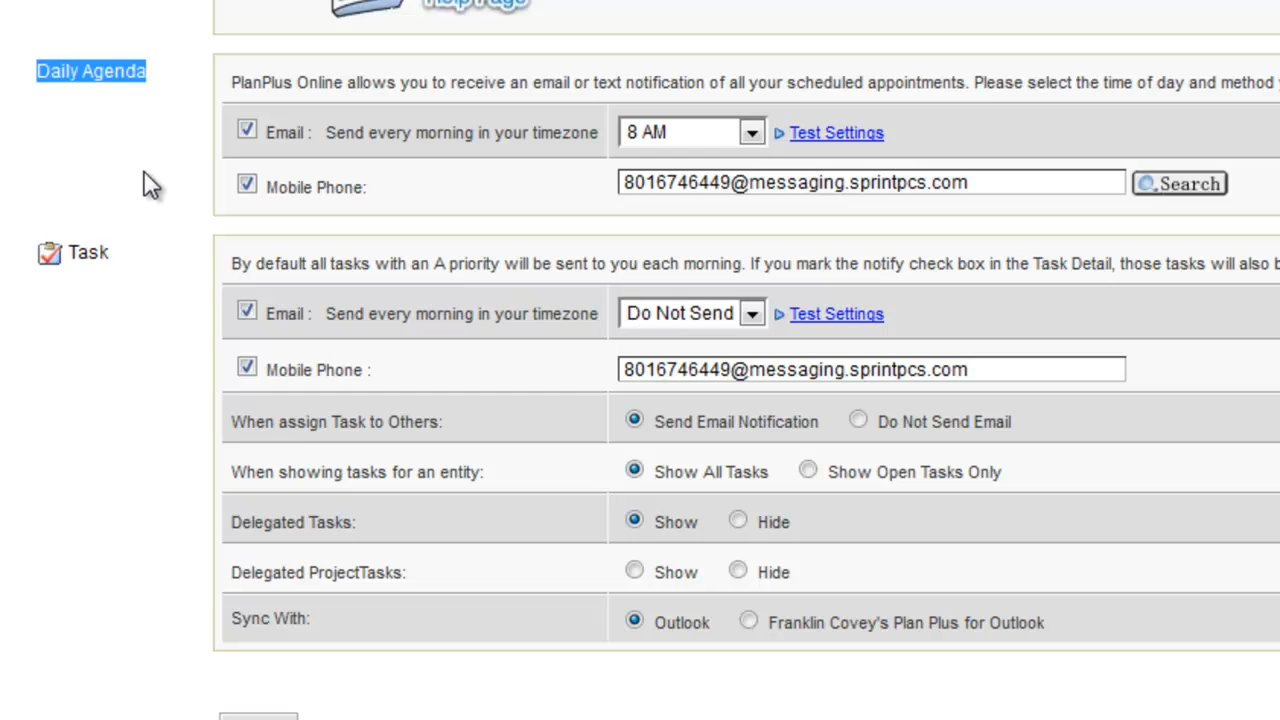 Help Page
Daily Agenda
PlanPlus Online allows you to receive an email or text notification of all your scheduled appointments. Please select the time of day and method
Email : Send every morning in your timezone 8 AM Test Settings
Mobile Phone: 8016746449@messaging.sprintpcs.com Search
Task
By default all tasks with an A priority will be sent to you each morning. If you mark the notify check box in the Task Detail, those tasks will also
Email : Send every morning in your timezone Do Not Send Test Settings
Mobile Phone : 8016746449@messaging.sprintpcs.com
When assign Task to Others: Send Email Notification Do Not Send Email
When showing tasks for an entity: Show All Tasks Show Open Tasks Only
Delegated Tasks: Show Hide
Delegated ProjectTasks: Show Hide
Sync With: Outlook Franklin Covey's Plan Plus for Outlook